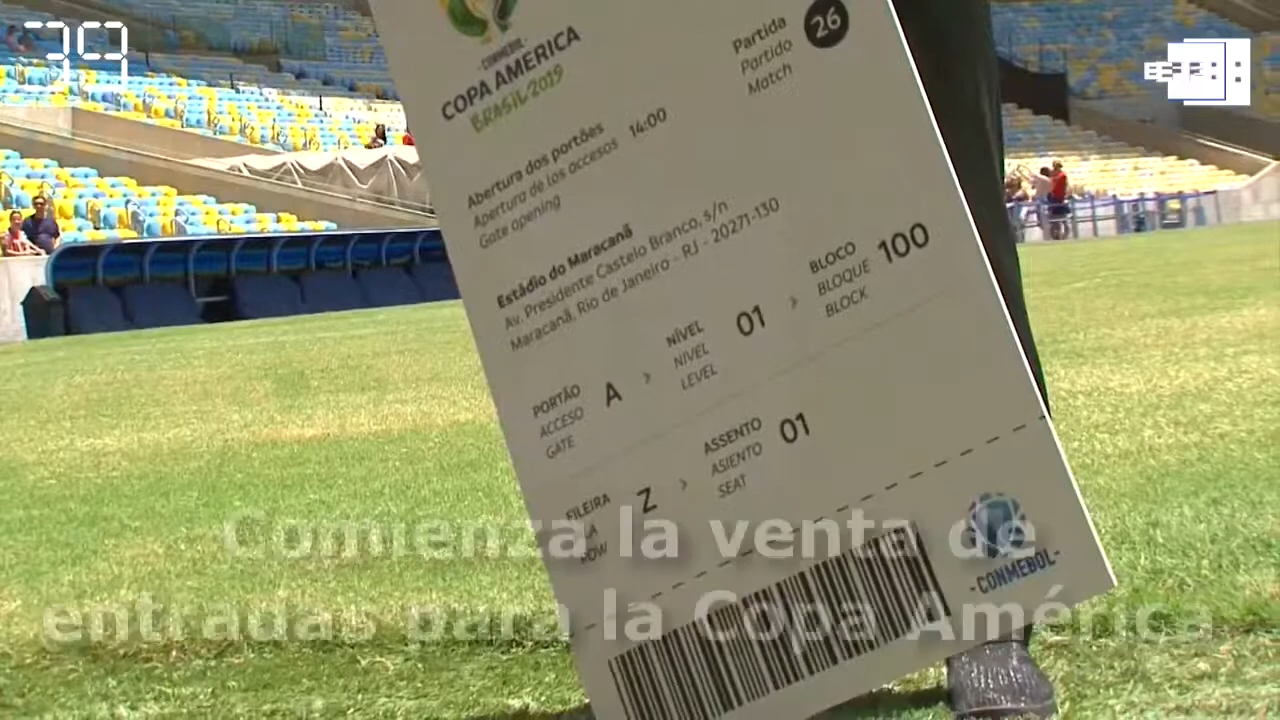 39
CONMEBOL
COPA AMÉRICA
BRASIL 2019
Partida
Partido
Match
26
Abertura dos portões
Apertura de los accesos
Gate opening
14:00
Estádio do Maracanã
Av. Presidente Castelo Branco, s/n
Maracanã, Rio de Janeiro - RJ - 20271-130
PORTÃO
ACCESO
GATE
A
NÍVEL
NIVEL
LEVEL
01
BLOCO
BLOQUE
BLOCK
100
FILEIRA
ROW
Z
ASSENTO
ASIENTO
SEAT
01
-CONMEBOL-
Comienza la venta de
entradas para la Copa América